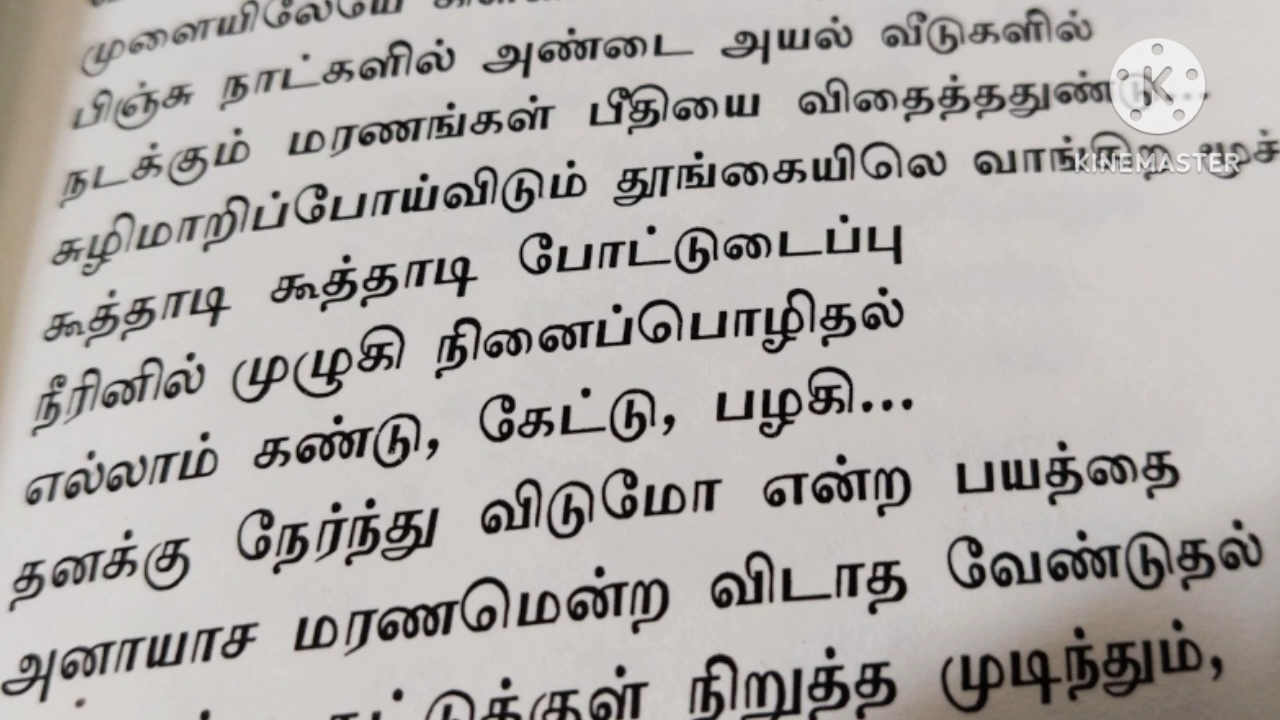 முளையிலேயே
பிஞ்சு நாட்களில் அண்டை அயல் வீடுகளில்
நடக்கும் மரணங்கள் பீதியை விதைத்ததுண்டு...
சுழிமாறிப்போய்விடும் தூங்கையிலெ வாங்கிற மூச்
கூத்தாடி கூத்தாடி போட்டுடைப்பு
நீரினில் முழுகி நினைப்பொழிதல்
எல்லாம் கண்டு, கேட்டு, பழகி...
தனக்கு நேர்ந்து விடுமோ என்ற பயத்தை
அனாயாச மரணமென்ற விடாத வேண்டுதல்
நிறுத்த முடிந்தும்,
KINEMASTER